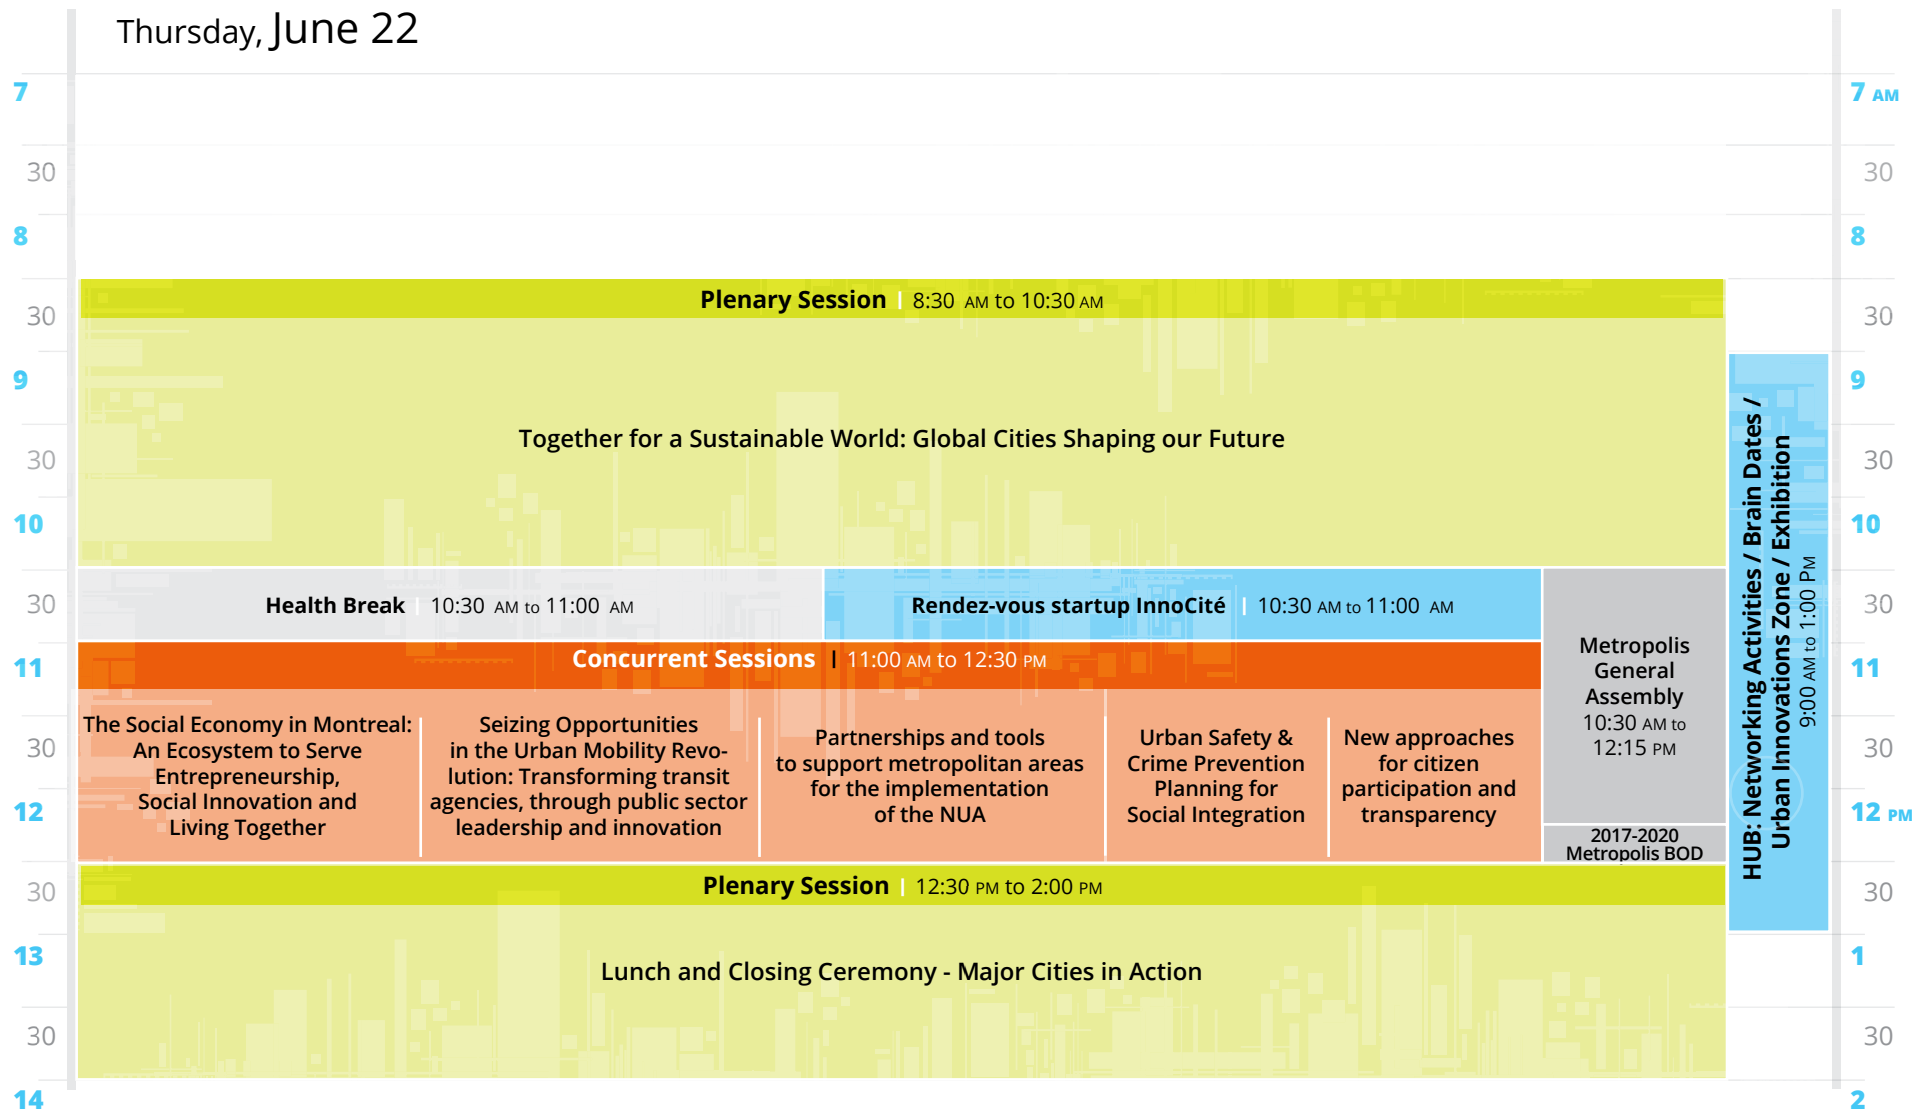 Thursday, June 22
7
30
8
30
9
30
10
30
11
30
12
30
13
30
14
Plenary Session | 8:30 AM to 10:30 AM
Together for a Sustainable World: Global Cities Shaping our Future
Health Break | 10:30 AM to 11:00 AM
Rendez-vous startup InnoCité | 10:30 AM to 11:00 AM
Concurrent Sessions | 11:00 AM to 12:30 PM
The Social Economy in Montreal:
An Ecosystem to Serve
Entrepreneurship,
Social Innovation and
Living Together
Seizing Opportunities
in the Urban Mobility Revo-
lution: Transforming transit
agencies, through public sector
leadership and innovation
Partnerships and tools
to support metropolitan areas
for the implementation
of the NUA
Urban Safety &
Crime Prevention
Planning for
Social Integration
New approaches
for citizen
participation and
transparency
Metropolis
General
Assembly
10:30 AM to
12:15 PM
2017-2020
Metropolis BOD
Plenary Session | 12:30 PM to 2:00 PM
Lunch and Closing Ceremony - Major Cities in Action
HUB: Networking Activities / Brain Dates /
Urban Innovations Zone / Exhibition
9:00 AM to 1:00 PM
7 AM
30
8
30
9
30
10
30
11
30
12 PM
30
1
30
2